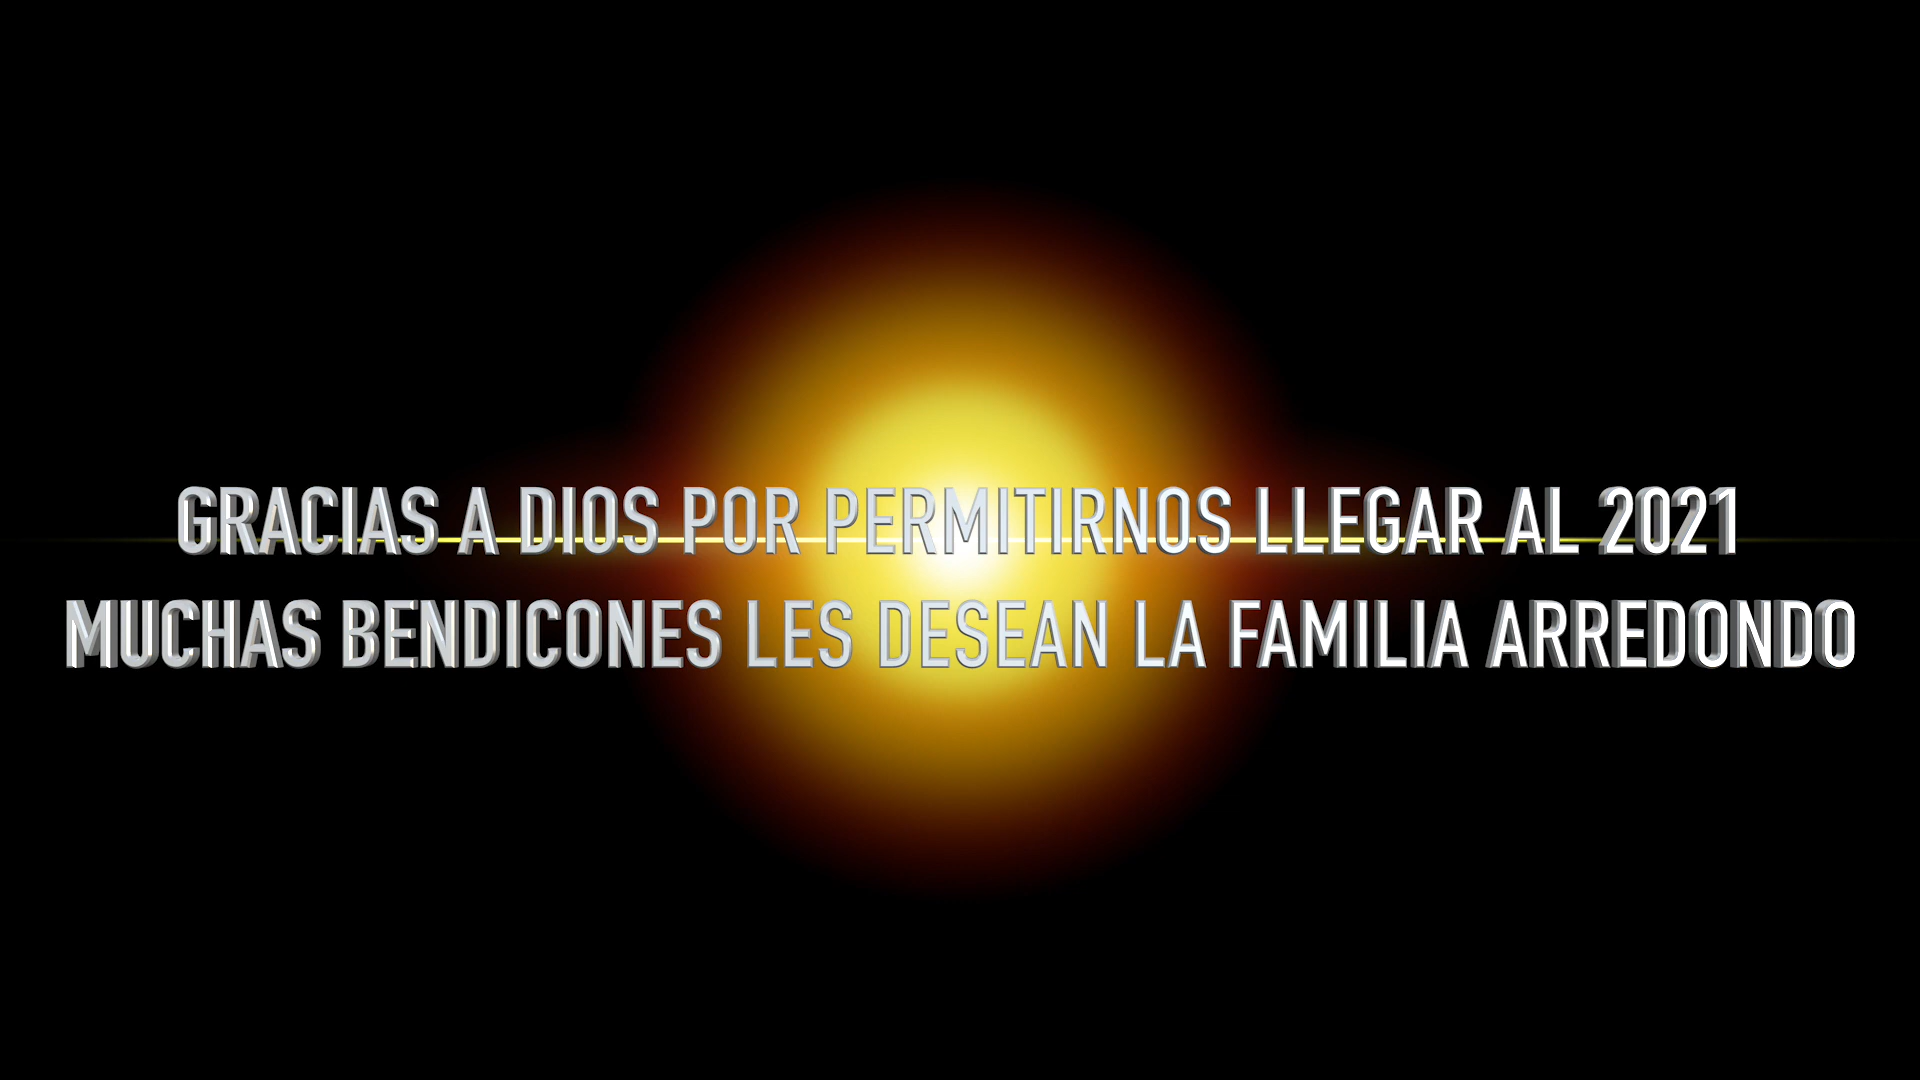 GRACIAS A DIOS POR PERMITIRNOS LLEGAR AL 2021
MUCHAS BENDICONES LES DESEAN LA FAMILIA ARREDONDO